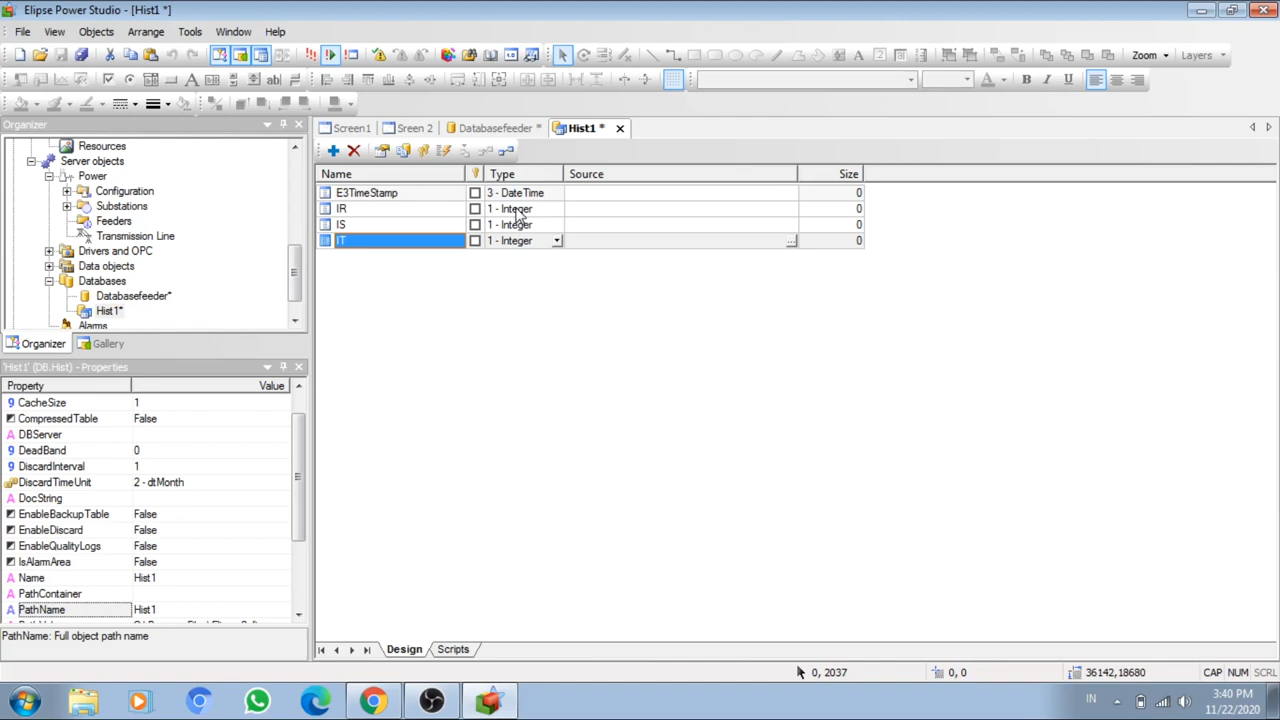 Elipse Power Studio - [Hist1 *]
File View Objects Arrange Tools Window Help
Zoom Layers
B I U
Organizer
Resources
Server objects
Power
Configuration
Substations
Feeders
Transmission Line
Drivers and OPC
Data objects
Databases
Databasefeeder*
Hist1*
Alarms
Organizer Gallery
'Hist1' (DB.Hist) - Properties
Property Value
CacheSize 1
CompressedTable False
DBServer
DeadBand 0
DiscardInterval 1
DiscardTimeUnit 2 - dtMonth
DocString
EnableBackupTable False
EnableDiscard False
EnableQualityLogs False
IsAlarmArea False
Name Hist1
PathContainer
PathName Hist1
PathName: Full object path name
Screen1 Sreen 2 Databasefeeder * Hist1 *
Name Type Source Size
E3TimeStamp 3 - DateTime 0
IR 1 - Integer 0
IS 1 - Integer 0
IT 1 - Integer ... 0
Design Scripts
0, 2037 0, 0 36142,18680 CAP NUM SCRL
IN 3:40 PM
11/22/2020